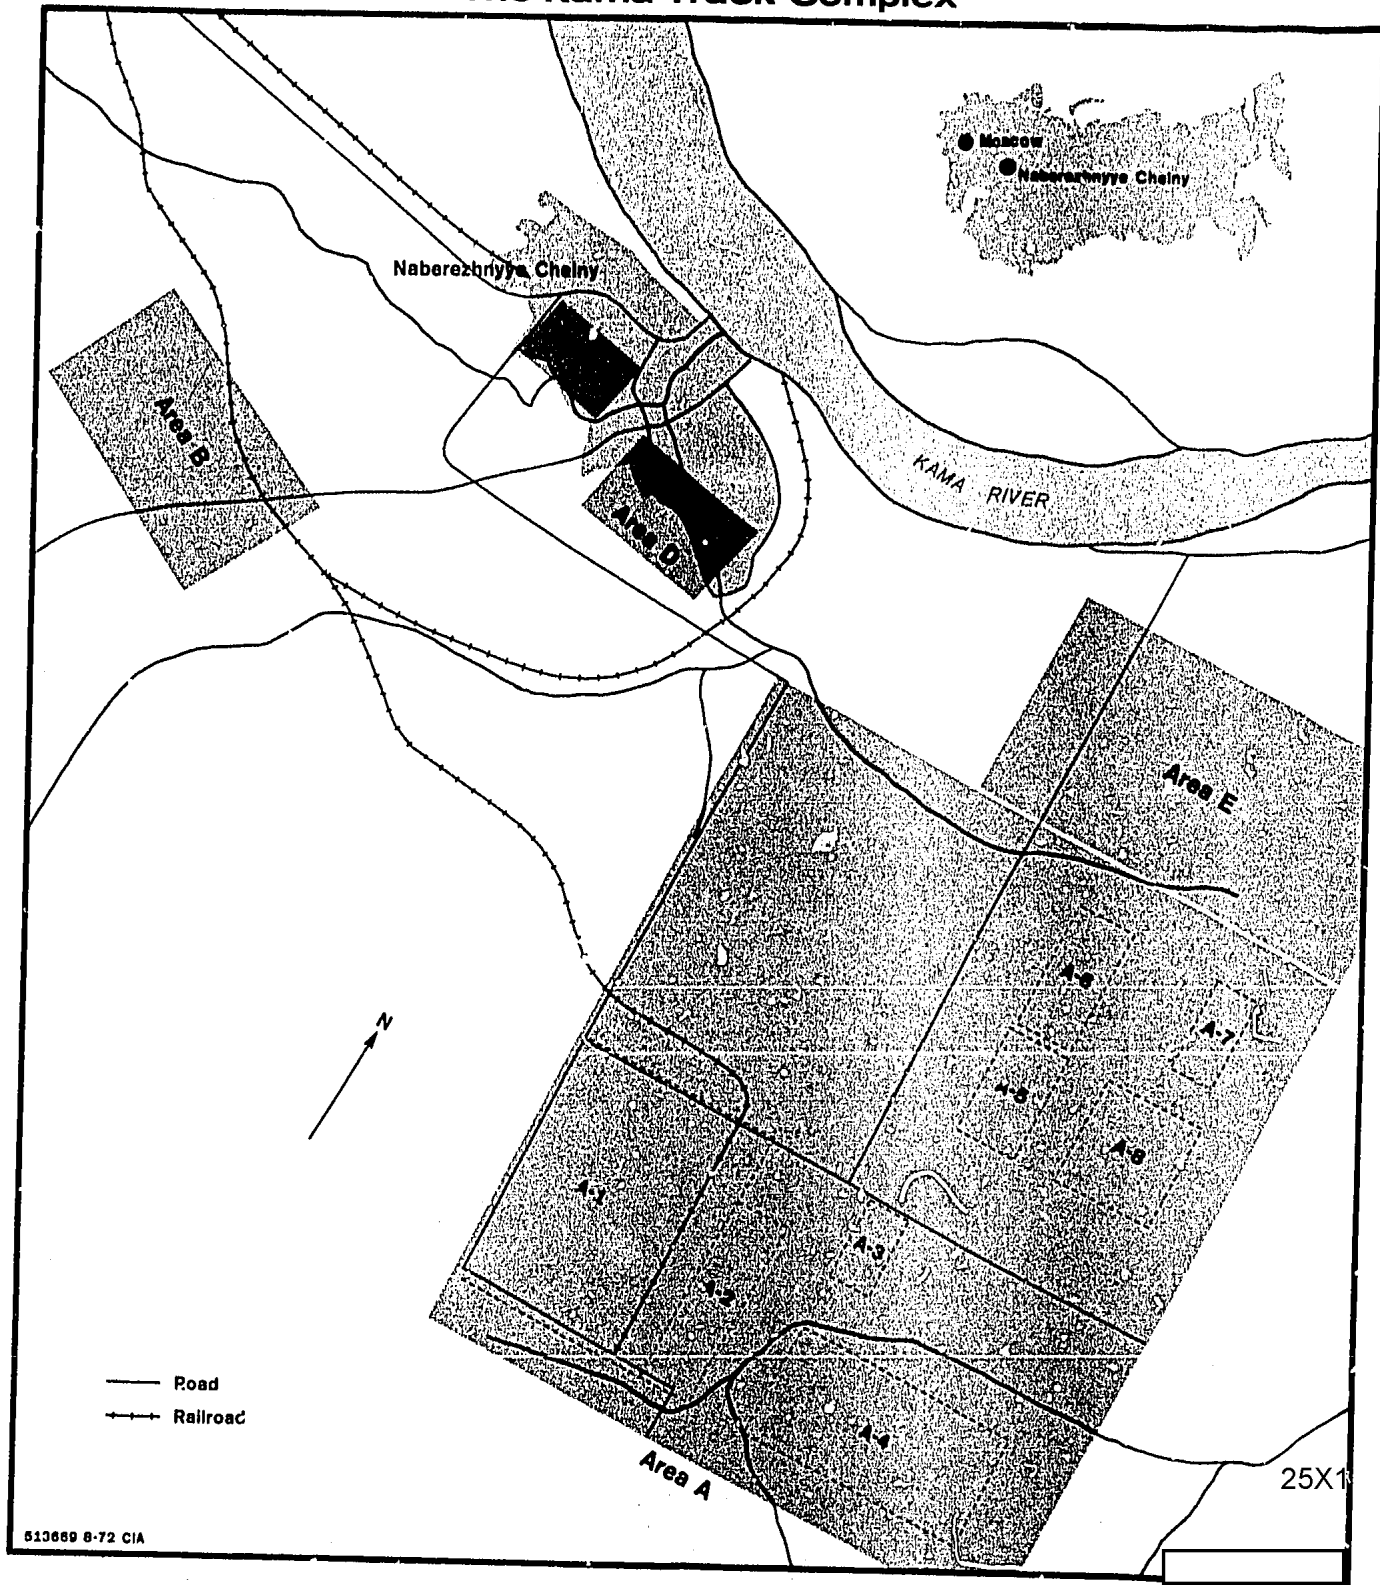 Kama Truck Complex
Moscow
Naberezhnyye Chelny
Naberezhnyye Chelny
Area B
Area D
KAMA RIVER
Area E
A-6
A-7
A-5
A-8
N
A-1
A-3
A-2
Road
Railroad
A-4
Area A
25X1
513669 8-72 CIA